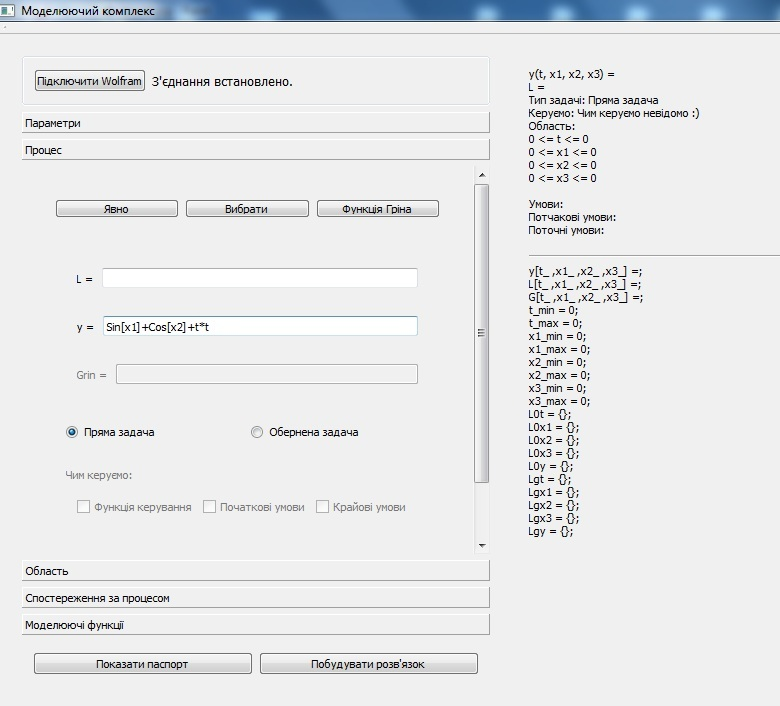 Моделюючий комплекс
Підключити Wolfram З'єднання встановлено.
Параметри
Процес
Явно Вибрати Функція Гріна
L =
y = Sin[x1]+Cos[x2]+t*t
Grin =
Пряма задача Обернена задача
Чим керуємо:
Функція керування Початкові умови Крайові умови
Область
Спостереження за процесом
Моделюючі функції
Показати паспорт Побудувати розв'язок
y(t, x1, x2, x3) =
L =
Тип задачі: Пряма задача
Керуємо: Чим керуємо невідомо :)
Область:
0 <= t <= 0
0 <= x1 <= 0
0 <= x2 <= 0
0 <= x3 <= 0
Умови:
Потчакові умови:
Поточні умови:
y[t_ ,x1_ ,x2_ ,x3_] =;
L[t_ ,x1_ ,x2_ ,x3_] =;
G[t_ ,x1_ ,x2_ ,x3_] =;
t_min = 0;
t_max = 0;
x1_min = 0;
x1_max = 0;
x2_min = 0;
x2_max = 0;
x3_min = 0;
x3_max = 0;
L0t = {};
L0x1 = {};
L0x2 = {};
L0x3 = {};
L0y = {};
Lgt = {};
Lgx1 = {};
Lgx2 = {};
Lgx3 = {};
Lgy = {};